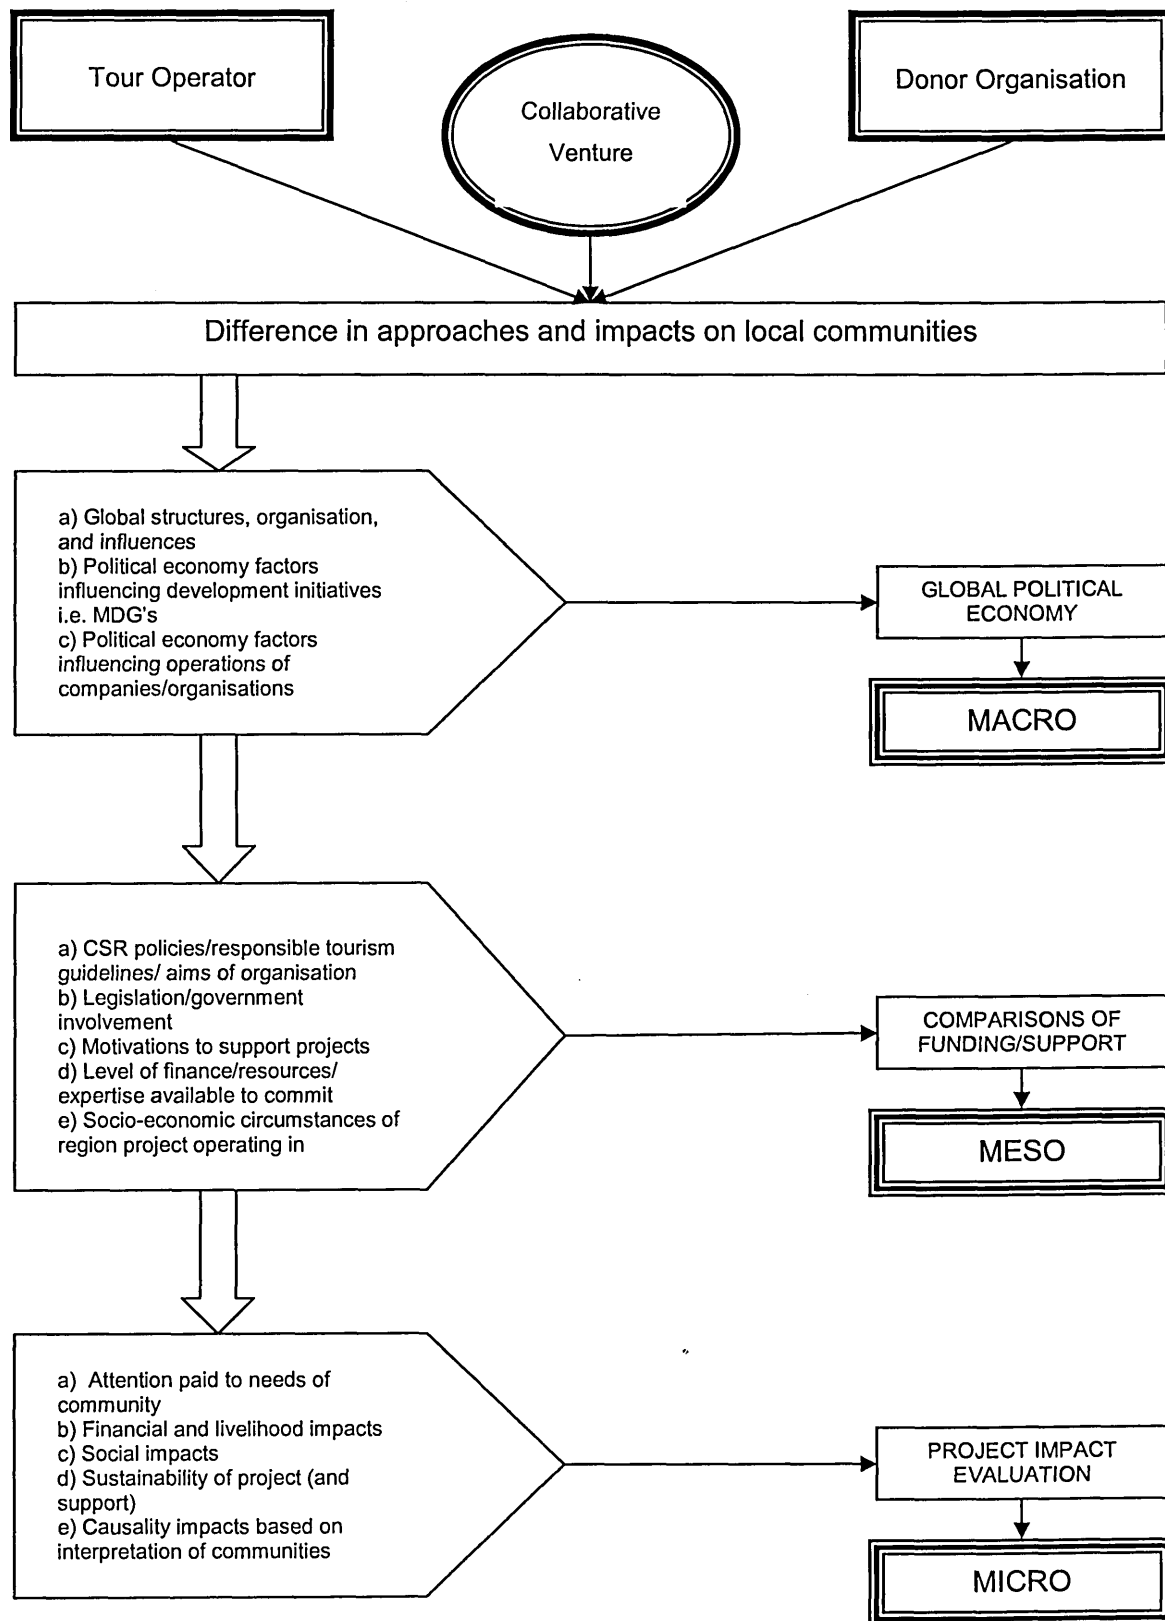 Tour Operator
Collaborative
Venture
Donor Organisation
Difference in approaches and impacts on local communities
a) Global structures, organisation,
and influences
b) Political economy factors
influencing development initiatives
i.e. MDG's
c) Political economy factors
influencing operations of
companies/organisations
GLOBAL POLITICAL
ECONOMY
MACRO
a) CSR policies/responsible tourism
guidelines/ aims of organisation
b) Legislation/government
involvement
c) Motivations to support projects
d) Level of finance/resources/
expertise available to commit
e) Socio-economic circumstances of
region project operating in
COMPARISONS OF
FUNDING/SUPPORT
MESO
a) Attention paid to needs of
community
b) Financial and livelihood impacts
c) Social impacts
d) Sustainability of project (and
support)
e) Causality impacts based on
interpretation of communities
PROJECT IMPACT
EVALUATION
MICRO